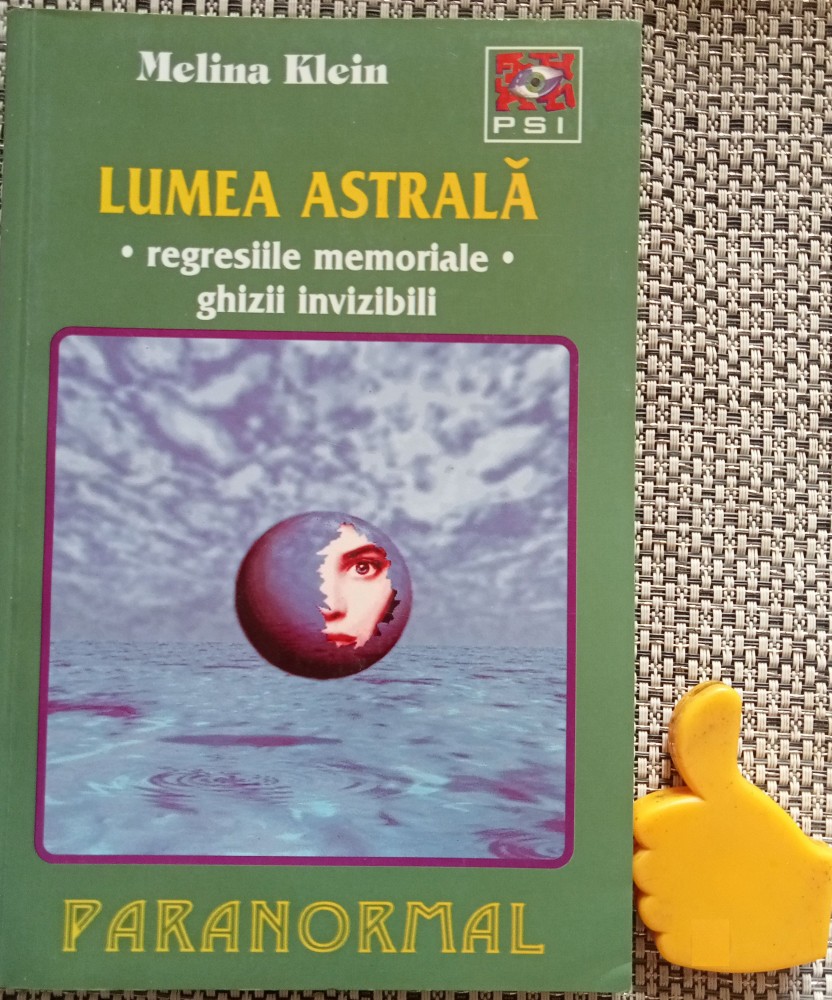 Melina Klein
PSI
LUMEA ASTRALĂ
• regresiile memoriale •
ghizii invizibili
PARANORMAL